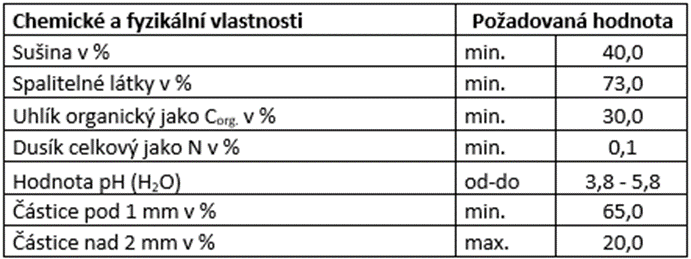 Chemické a fyzikální vlastnosti Požadovaná hodnota
Sušina v % min. 40,0
Spalitelné látky v % min. 73,0
Uhlík organický jako Corg. v % min. 30,0
Dusík celkový jako N v % min. 0,1
Hodnota pH (H2O) od-do 3,8 - 5,8
Částice pod 1 mm v % min. 65,0
Částice nad 2 mm v % max. 20,0